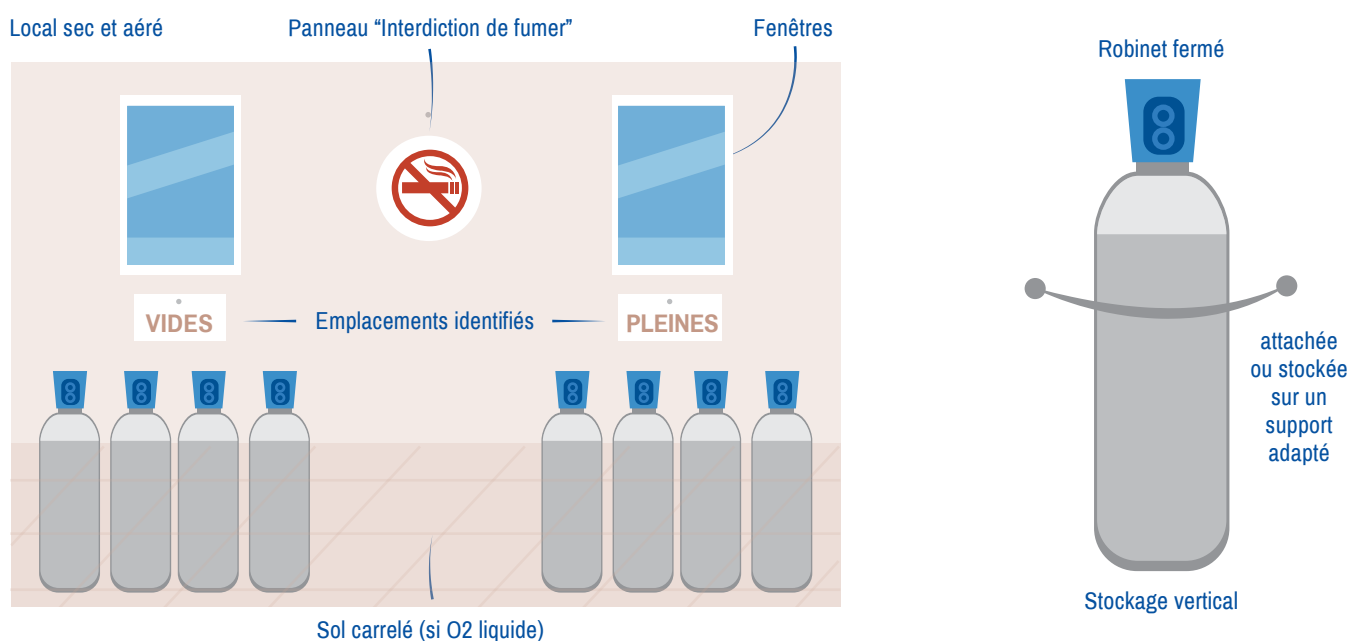 Local sec et aéré
Panneau “Interdiction de fumer”
Fenêtres
VIDES
Emplacements identifiés
PLEINES
Sol carrelé (si O2 liquide)
Robinet fermé
attachée
ou stockée
sur un
support
adapté
Stockage vertical